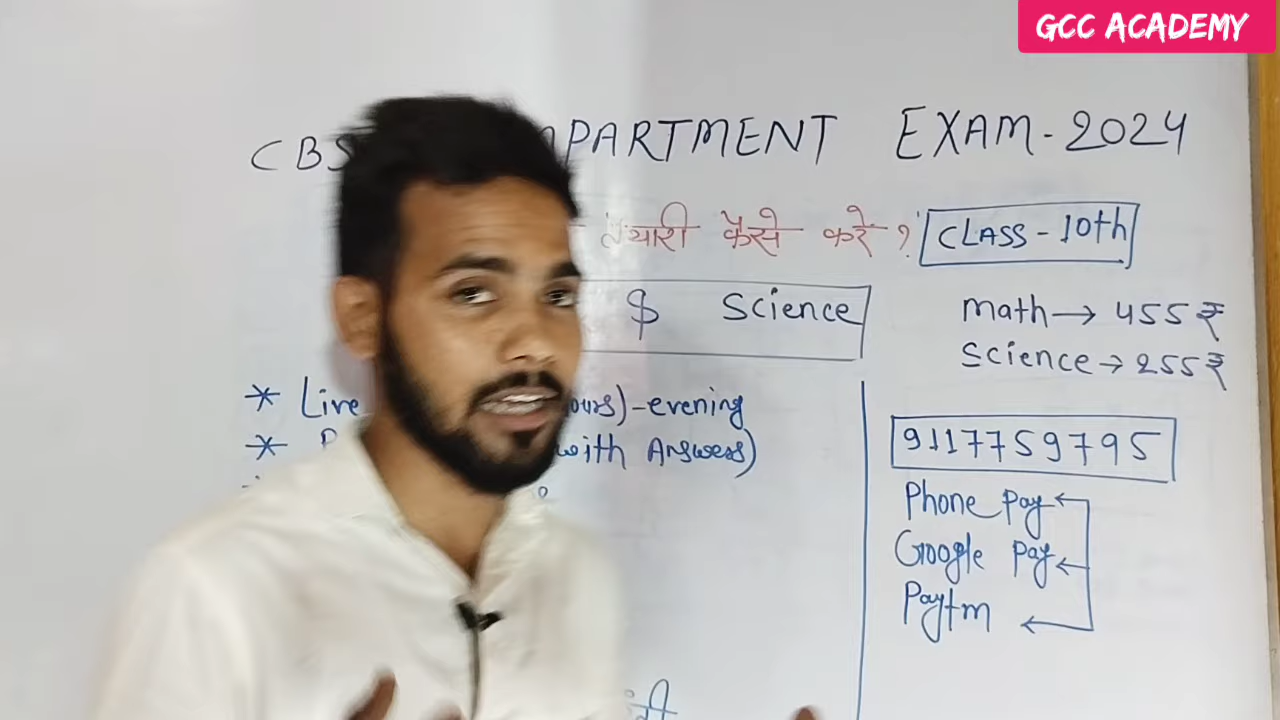 GCC ACADEMY
CBS PARTMENT EXAM-2024
तैयारी कैसे करे ?
CLASS-10th
$ Science
math → 455 ₹
Science → 255 ₹
* Live ours)-evening
* with Answers)
9117759795
Phone pay ←
Google pay ←
Paytm ←